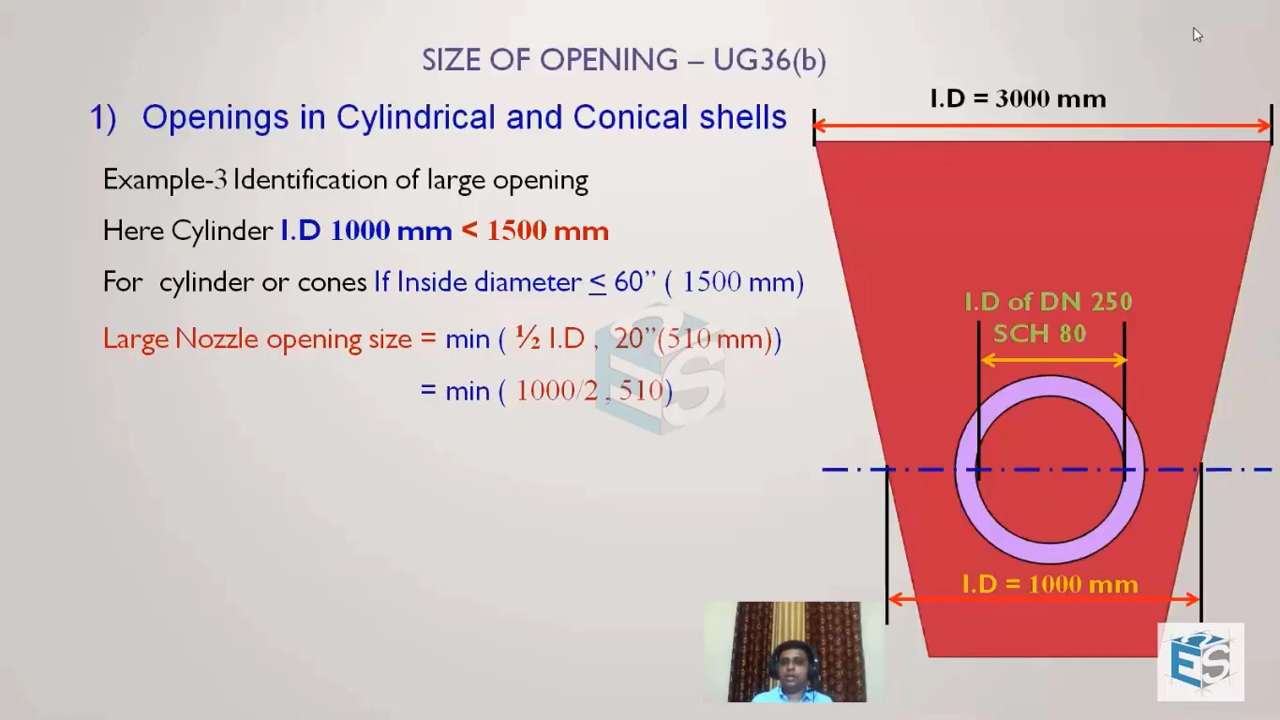 SIZE OF OPENING – UG36(b)
1) Openings in Cylindrical and Conical shells
Example-3 Identification of large opening
Here Cylinder I.D 1000 mm < 1500 mm
For cylinder or cones If Inside diameter ≤ 60” ( 1500 mm)
Large Nozzle opening size = min ( ½ I.D , 20”(510 mm))
= min ( 1000/2 , 510)
I.D = 3000 mm
I.D of DN 250
SCH 80
I.D = 1000 mm
ES
ES